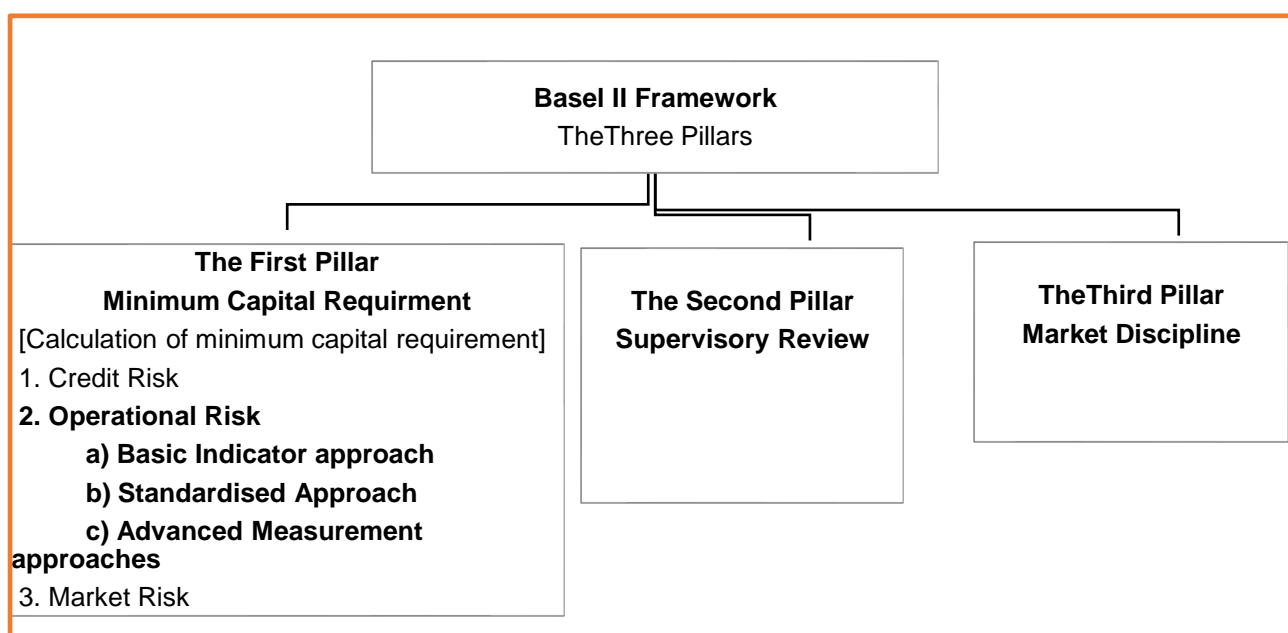 Basel II Framework
TheThree Pillars
The First Pillar
Minimum Capital Requirment
[Calculation of minimum capital requirement]
1. Credit Risk
2. Operational Risk
a) Basic Indicator approach
b) Standardised Approach
c) Advanced Measurement
approaches
3. Market Risk
The Second Pillar
Supervisory Review
TheThird Pillar
Market Discipline